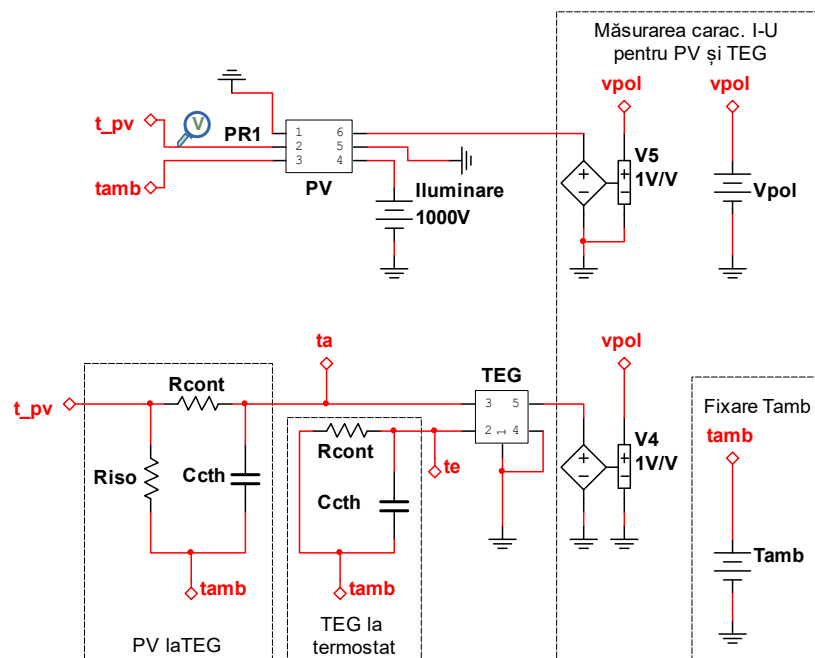 Măsurarea carac. I-U
pentru PV și TEG
vpol
vpol
t_pv
V
PR1
1
2
3
6
5
4
tamb
PV
Iluminare
1000V
V5
1V/V
Vpol
ta
vpol
TEG
t_pv
Rcont
3
2
1
5
4
Fixare Tamb
tamb
Rcont
te
V4
1V/V
Riso
Ccth
Ccth
Tamb
tamb
tamb
PV laTEG
TEG la
termostat